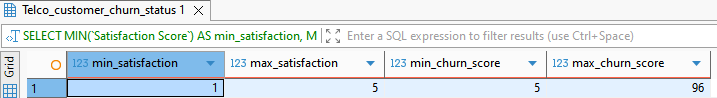 Telco_customer_churn_status 1
SELECT MIN(`Satisfaction Score`) AS min_satisfaction, M Enter a SQL expression to filter results (use Ctrl+Space)
Grid
123 min_satisfaction 123 max_satisfaction 123 min_churn_score 123 max_churn_score
1 1 5 5 96